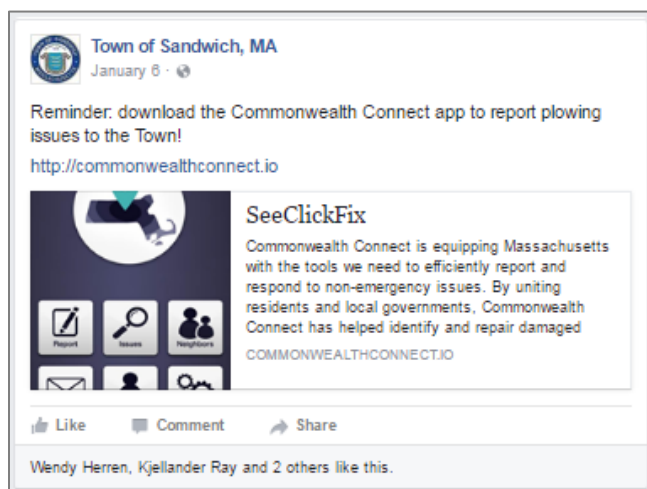 Town of Sandwich, MA
January 6 ·
Reminder: download the Commonwealth Connect app to report plowing
issues to the Town!
http://commonwealthconnect.io
SeeClickFix
Commonwealth Connect is equipping Massachusetts
with the tools we need to efficiently report and
respond to non-emergency issues. By uniting
residents and local governments, Commonwealth
Connect has helped identify and repair damaged
COMMONWEALTHCONNECT.IO
Report Issues Neighbors
Like Comment Share
Wendy Herren, Kjellander Ray and 2 others like this.